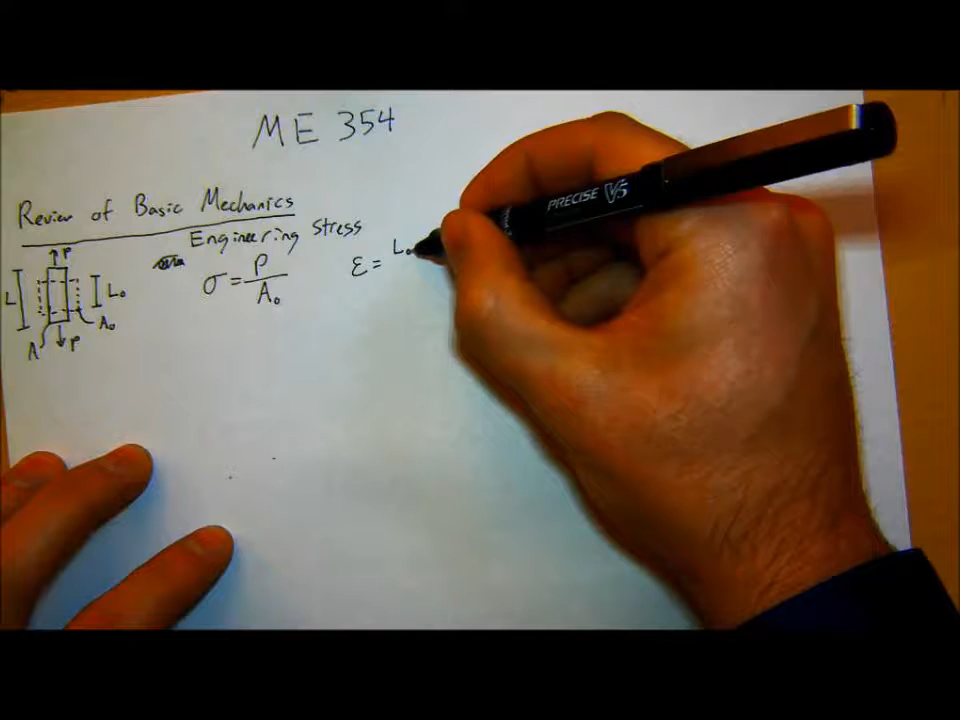 ME 354
Review of Basic Mechanics
Engineering Stress
σ = P / A₀
ε = L₀
P
L
L₀
A₀
A
P
PRECISE V5